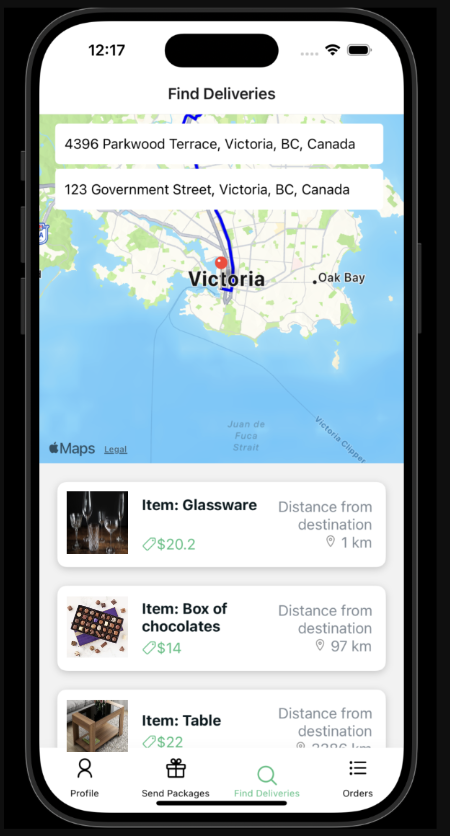 12:17
Find Deliveries
4396 Parkwood Terrace, Victoria, BC, Canada
123 Government Street, Victoria, BC, Canada
Victoria
Oak Bay
Juan de
Fuca
Strait
Victoria Clipper
Maps Legal
Item: Glassware
$20.2
Distance from
destination
1 km
Item: Box of
chocolates
$14
Distance from
destination
97 km
Item: Table
$22
Distance from
destination
Profile
Send Packages
Find Deliveries
Orders